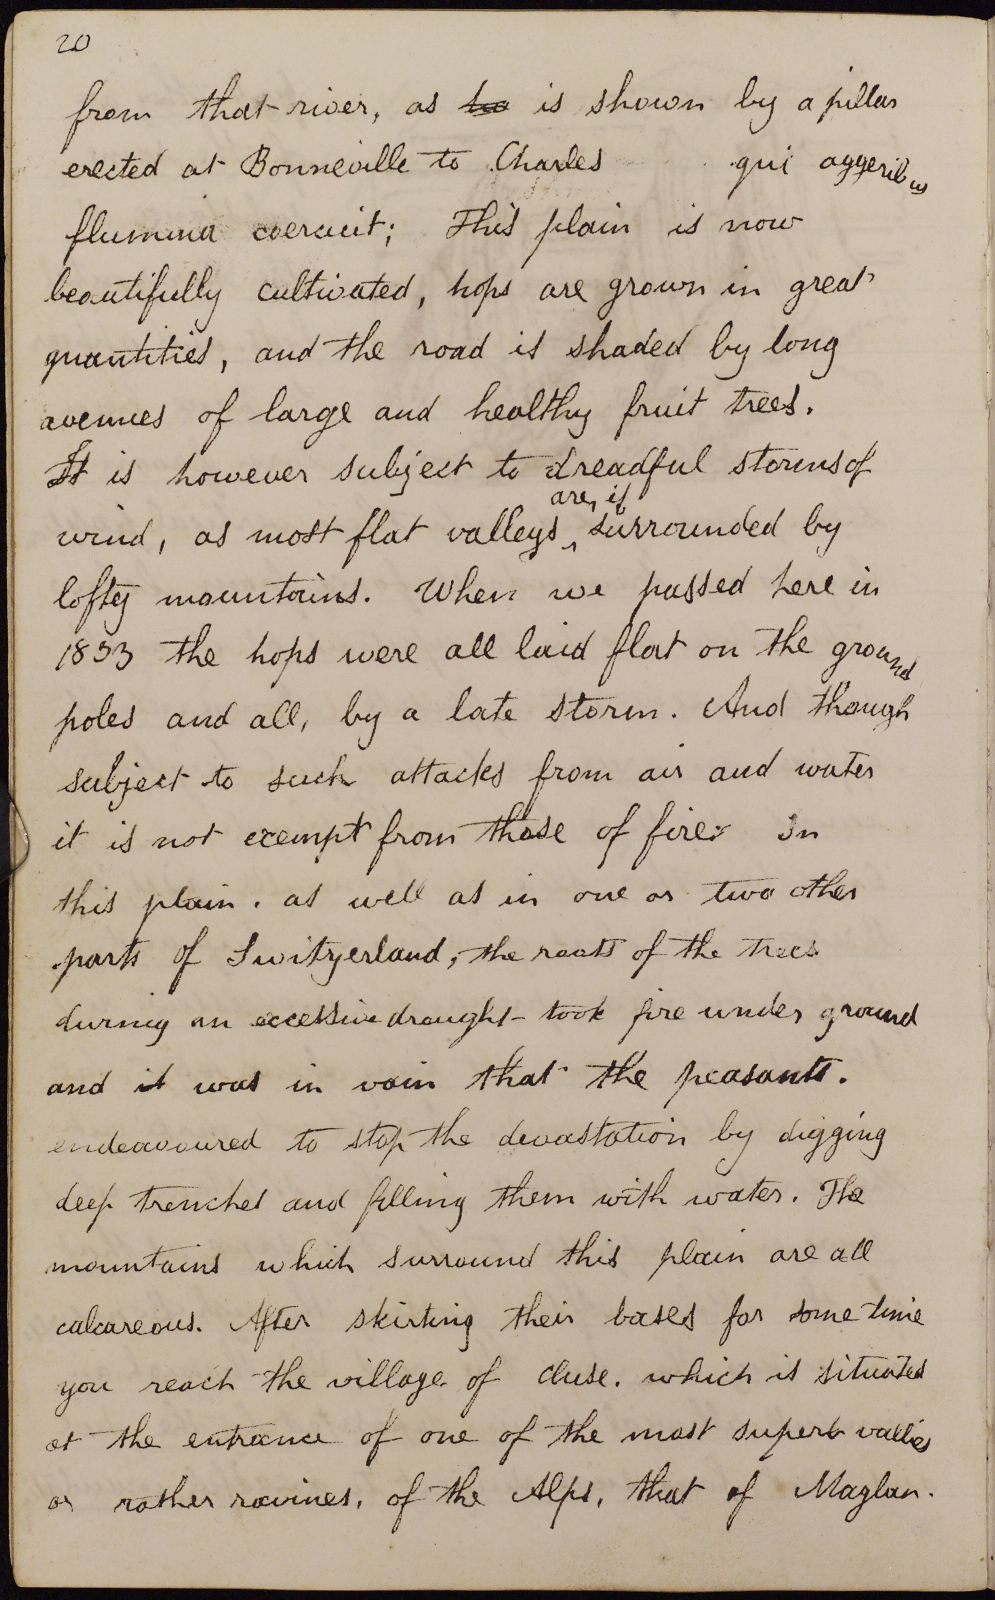 20
from that river, as is shown by a pillar
erected at Bonneville to Charles qui aggeribus
flumina coercuit; This plain is now
beautifully cultivated, hops are grown in great
quantities, and the road is shaded by long
avenues of large and healthy fruit trees.
It is however subject to dreadful storms of
are, if
wind, as most flat valleys surrounded by
lofty mountains. When we passed here in
1833 the hops were all laid flat on the ground
poles and all, by a late storm. And though
subject to such attacks from air and water
it is not exempt from those of fire. In
this plain. as well as in one or two other
parts of Switzerland, the roots of the trees
during an excessive drought took fire under ground
and it was in vain that the peasants.
endeavoured to stop the devastation by digging
deep trenches and filling them with water. The
mountains which surround this plain are all
calcareous. After skirting their bases for some time
you reach the village of Cluse. which is situated
at the entrance of one of the most superb vallies
or rather ravines, of the Alps, that of Maglan.